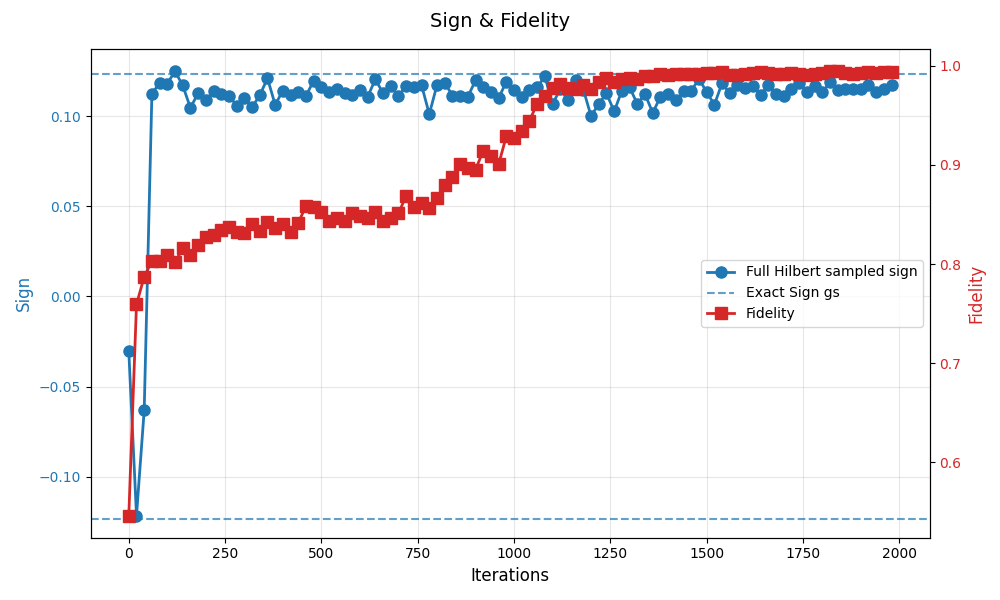 Sign & Fidelity
Sign
0.10
0.05
0.00
−0.05
−0.10
1.0
0.9
0.8
0.7
0.6
Fidelity
Full Hilbert sampled sign
Exact Sign gs
Fidelity
0 250 500 750 1000 1250 1500 1750 2000
Iterations